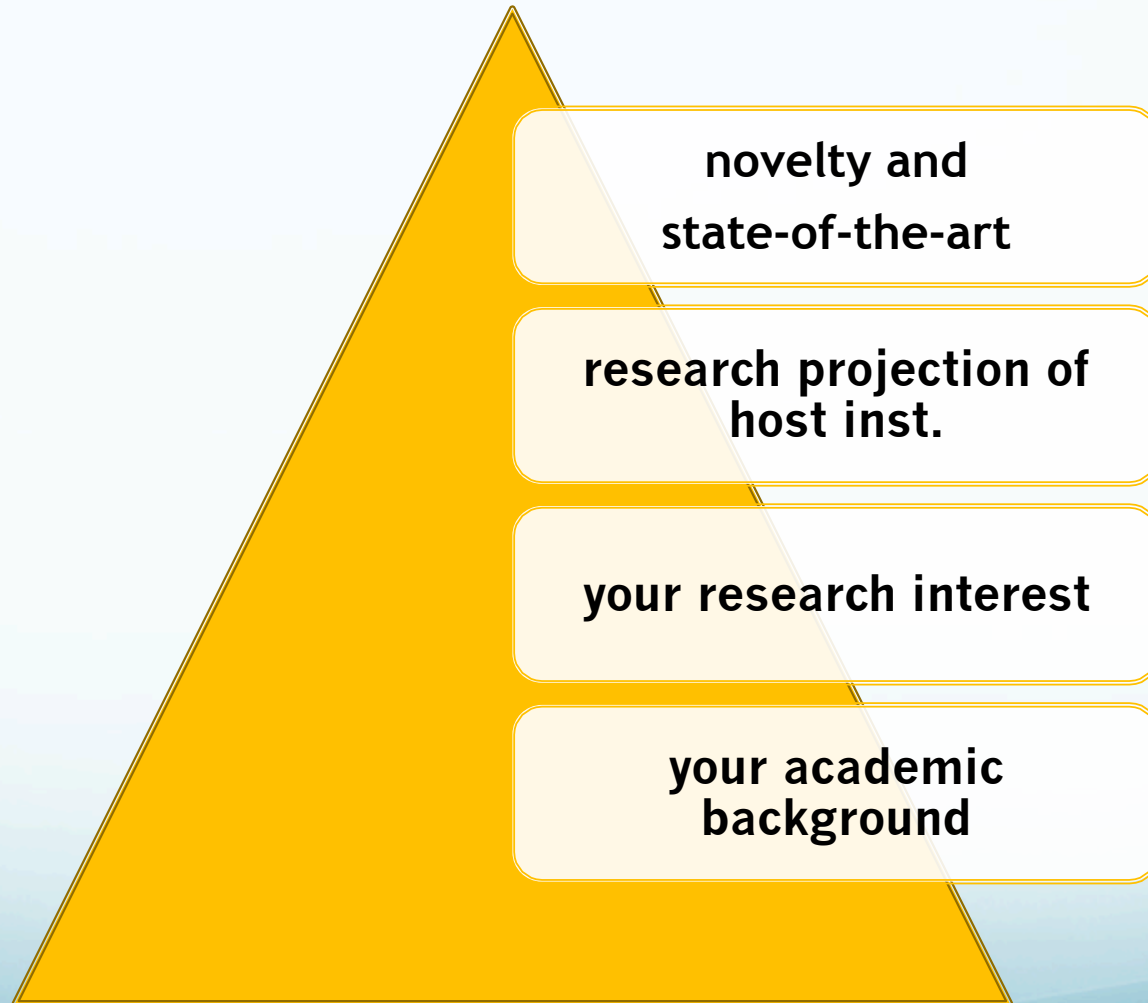 novelty and
state-of-the-art
research projection of
host inst.
your research interest
your academic
background